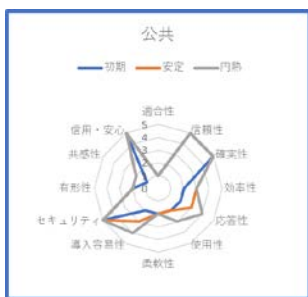 公共
初期 安定 円熟
適合性
信用・安心 5 信頼性
4
共感性 3 確実性
2
有形性 0 効率性
セキュリティ 応答性
導入容易性 使用性
柔軟性